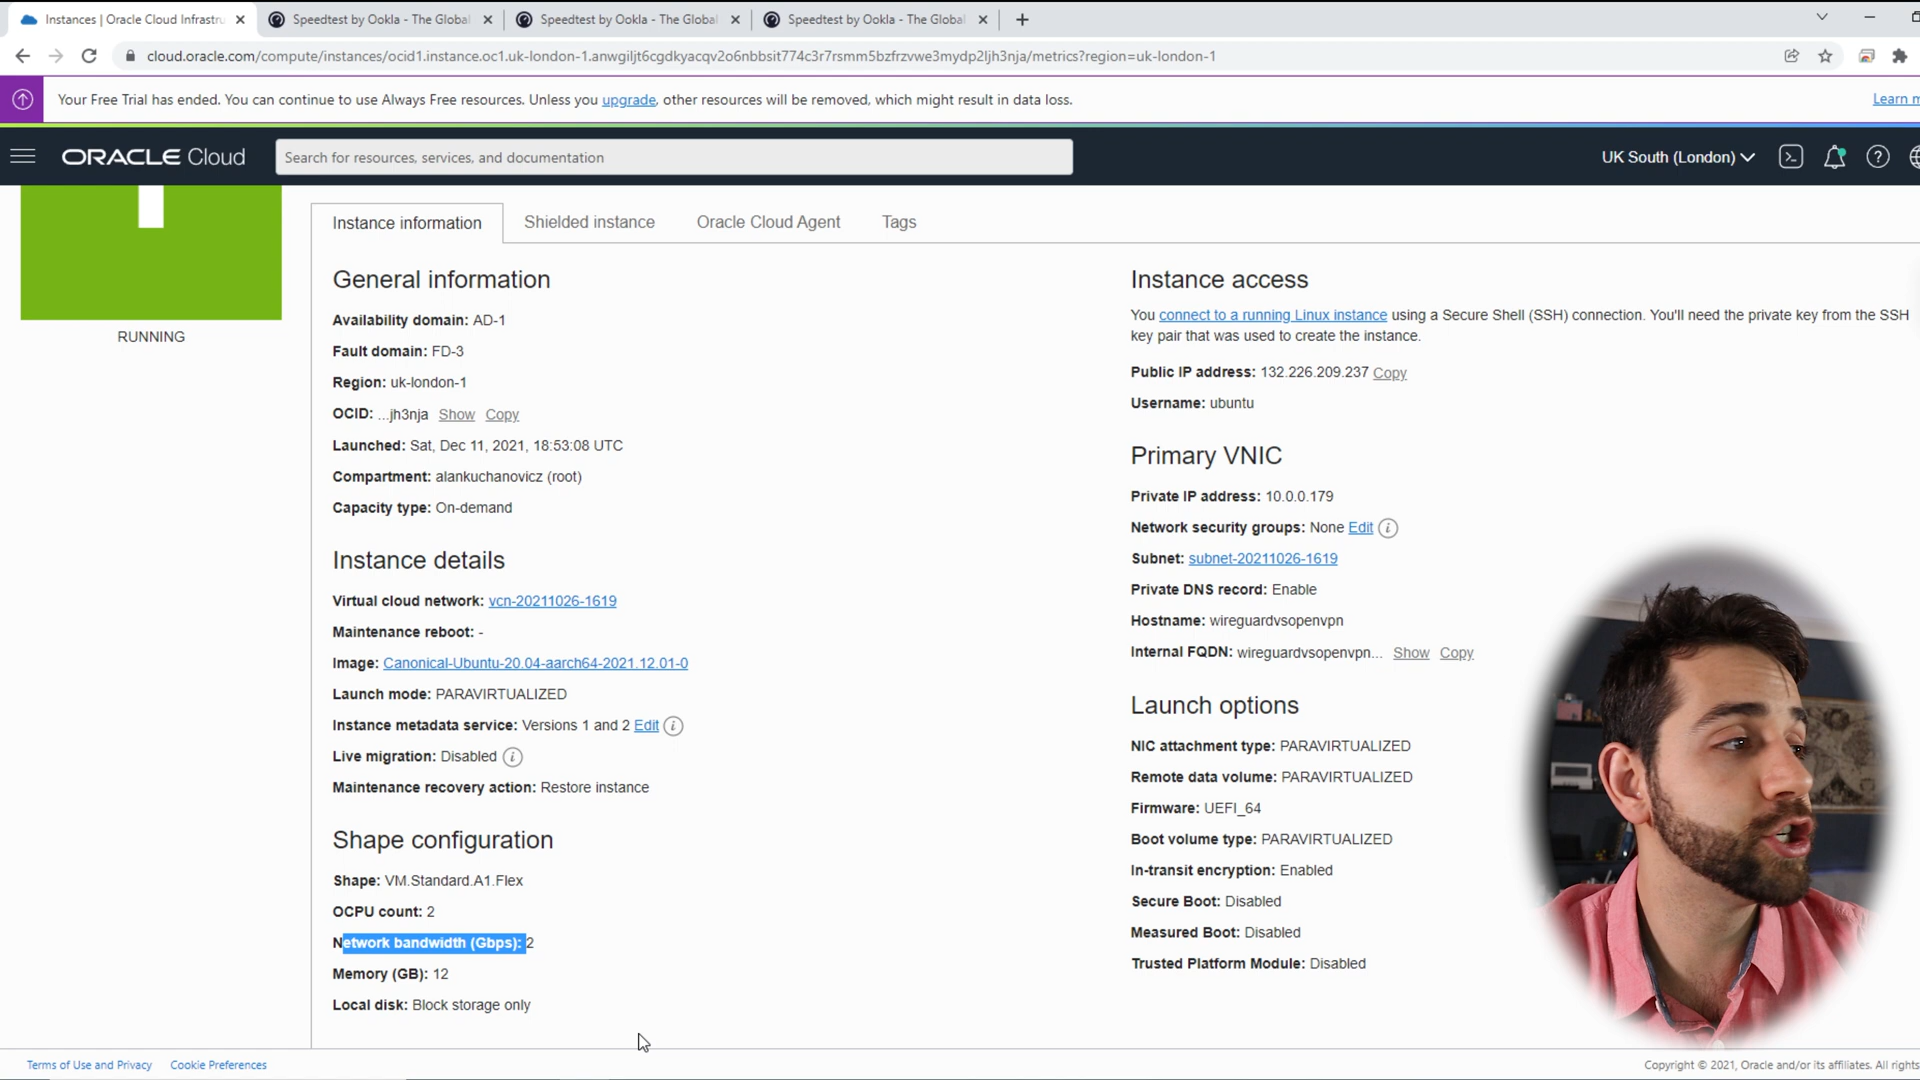 Instances | Oracle Cloud Infrastru
Speedtest by Ookla - The Global
Speedtest by Ookla - The Global
Speedtest by Ookla - The Global
cloud.oracle.com/compute/instances/ocid1.instance.oc1.uk-london-1.anwgiljt6cgdkyacqv2o6nbbsit774c3r7rsmm5bzfrzvwe3mydp2ljh3nja/metrics?region=uk-london-1
Your Free Trial has ended. You can continue to use Always Free resources. Unless you upgrade, other resources will be removed, which might result in data loss.
Learn m
ORACLE Cloud
Search for resources, services, and documentation
UK South (London)
RUNNING
Instance information
Shielded instance
Oracle Cloud Agent
Tags
General information
Availability domain: AD-1
Fault domain: FD-3
Region: uk-london-1
OCID: ...jh3nja Show Copy
Launched: Sat, Dec 11, 2021, 18:53:08 UTC
Compartment: alankuchanovicz (root)
Capacity type: On-demand
Instance details
Virtual cloud network: vcn-20211026-1619
Maintenance reboot: -
Image: Canonical-Ubuntu-20.04-aarch64-2021.12.01-0
Launch mode: PARAVIRTUALIZED
Instance metadata service: Versions 1 and 2 Edit
Live migration: Disabled
Maintenance recovery action: Restore instance
Shape configuration
Shape: VM.Standard.A1.Flex
OCPU count: 2
Network bandwidth (Gbps): 2
Memory (GB): 12
Local disk: Block storage only
Instance access
You connect to a running Linux instance using a Secure Shell (SSH) connection. You'll need the private key from the SSH
key pair that was used to create the instance.
Public IP address: 132.226.209.237 Copy
Username: ubuntu
Primary VNIC
Private IP address: 10.0.0.179
Network security groups: None Edit
Subnet: subnet-20211026-1619
Private DNS record: Enable
Hostname: wireguardvsopenvpn
Internal FQDN: wireguardvsopenvpn... Show Copy
Launch options
NIC attachment type: PARAVIRTUALIZED
Remote data volume: PARAVIRTUALIZED
Firmware: UEFI_64
Boot volume type: PARAVIRTUALIZED
In-transit encryption: Enabled
Secure Boot: Disabled
Measured Boot: Disabled
Trusted Platform Module: Disabled
Terms of Use and Privacy
Cookie Preferences
Copyright © 2021, Oracle and/or its affiliates. All rights